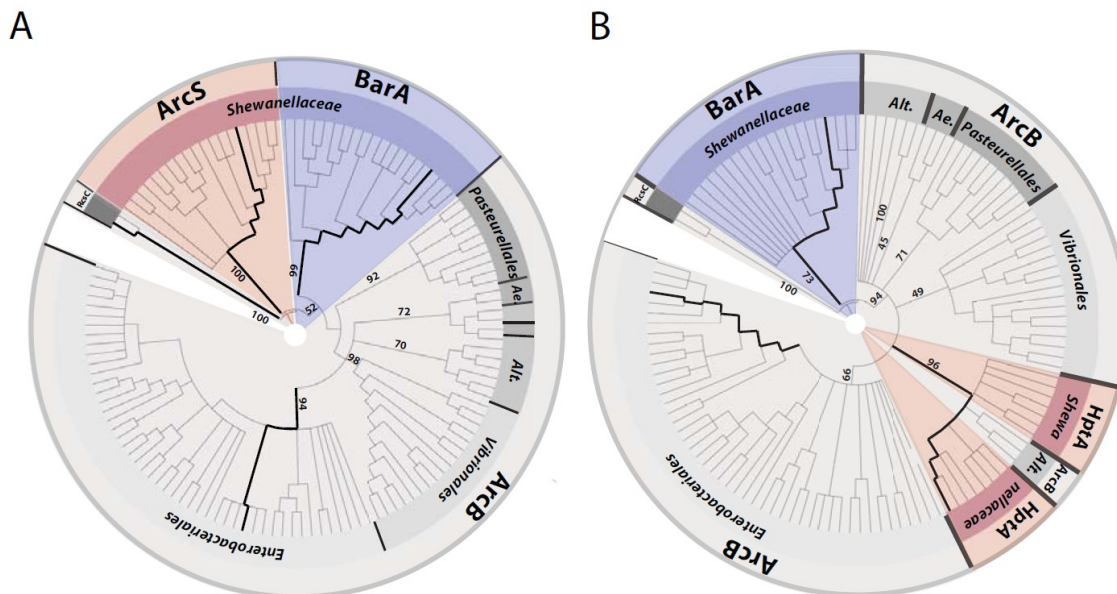 A
ArcS
BarA
Shewanellaceae
RcsC
Pasteurellales
Ae.
Alt.
Vibrionales
ArcB
Enterobacteriales
100
99
52
92
72
70
98
94
100
B
BarA
Shewanellaceae
RcsC
Alt.
Ae.
Pasteurellales
ArcB
Vibrionales
HptA
Shewa
Alt.
ArcB
nellaceae
HptA
Enterobacteriales
ArcB
100
45
71
49
94
73
100
96
66